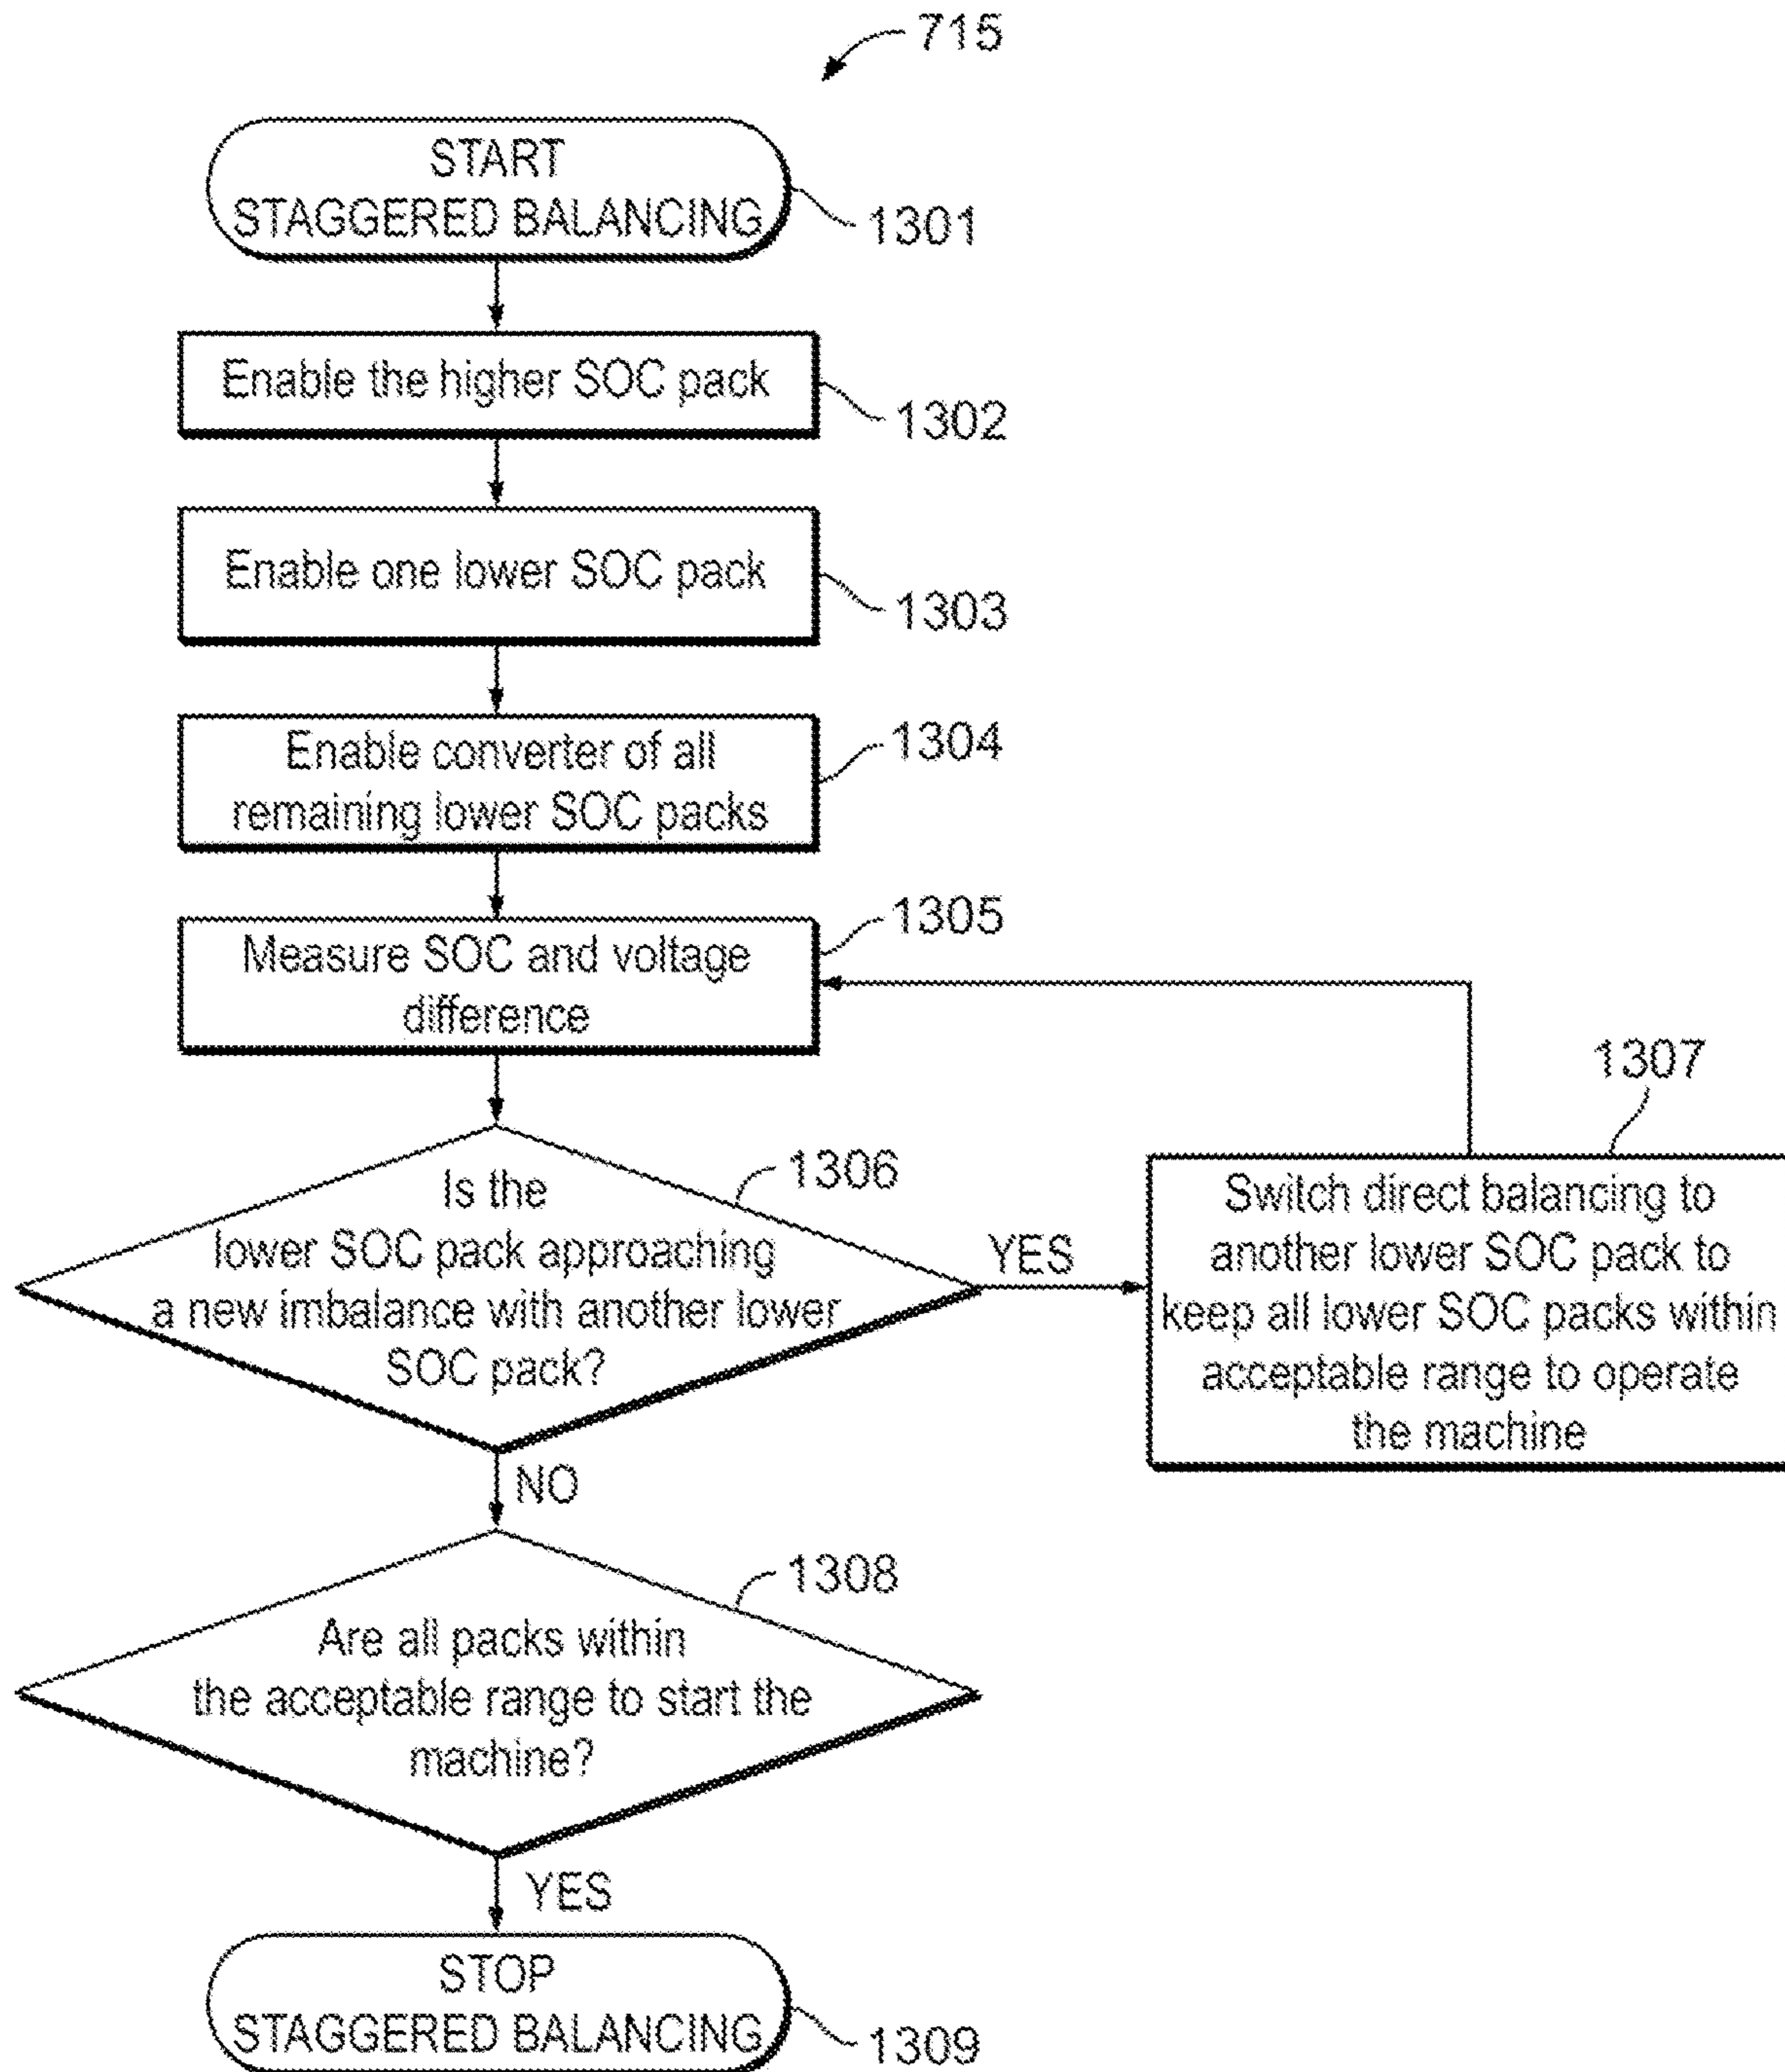 715
START
STAGGERED BALANCING
1301
Enable the higher SOC pack
1302
Enable one lower SOC pack
1303
Enable converter of all
remaining lower SOC packs
1304
Measure SOC and voltage
difference
1305
Is the
lower SOC pack approaching
a new imbalance with another lower
SOC pack?
1306
YES
1307
Switch direct balancing to
another lower SOC pack to
keep all lower SOC packs within
acceptable range to operate
the machine
NO
Are all packs within
the acceptable range to start the
machine?
1308
YES
STOP
STAGGERED BALANCING
1309